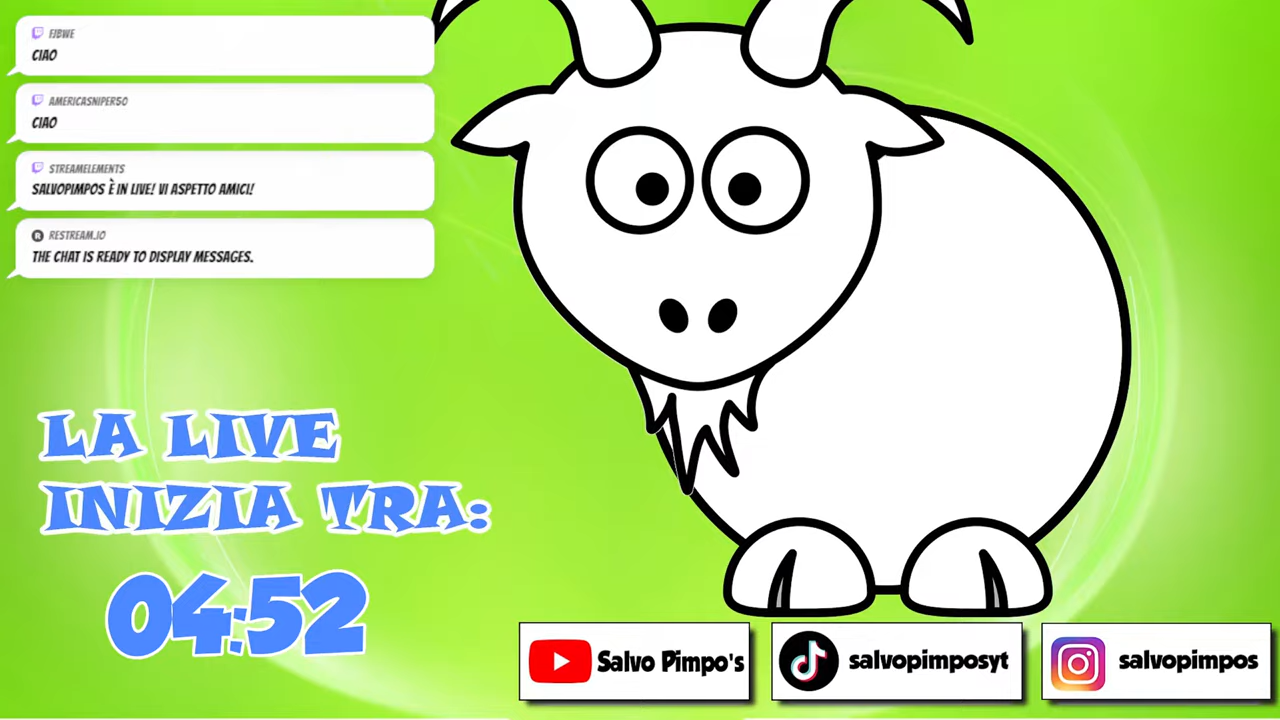 FJBWE
CIAO
AMERICASNIPER50
CIAO
STREAMELEMENTS
SALVOPIMPOS È IN LIVE! VI ASPETTO AMICI!
RESTREAM.IO
THE CHAT IS READY TO DISPLAY MESSAGES.
LA LIVE
INIZIA TRA:
04:52
Salvo Pimpo's
salvopimposyt
salvopimpos